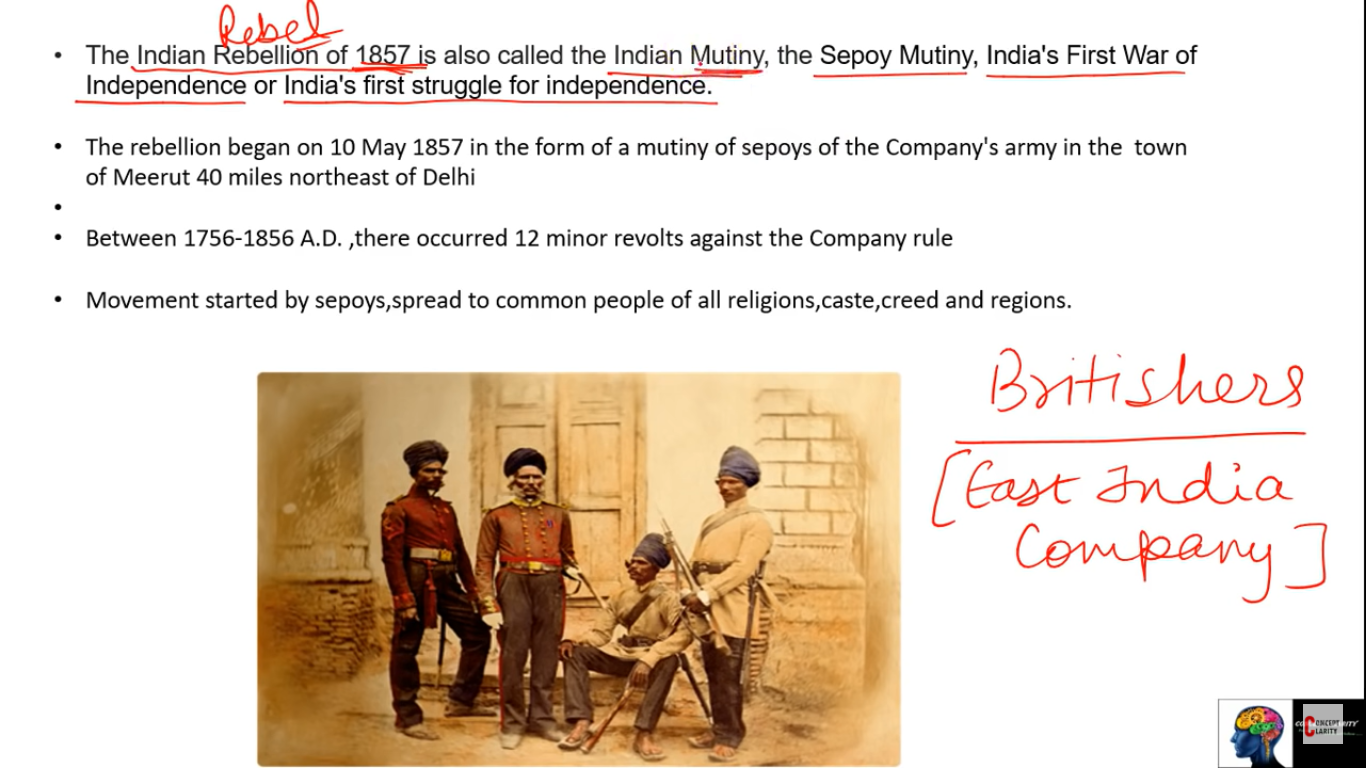 Rebel
• The Indian Rebellion of 1857 is also called the Indian Mutiny, the Sepoy Mutiny, India's First War of
Independence or India's first struggle for independence.
• The rebellion began on 10 May 1857 in the form of a mutiny of sepoys of the Company's army in the town
of Meerut 40 miles northeast of Delhi
•
• Between 1756-1856 A.D. ,there occurred 12 minor revolts against the Company rule
• Movement started by sepoys,spread to common people of all religions,caste,creed and regions.
Britishers
[East India
Company]
CONCEPT
CLARITY